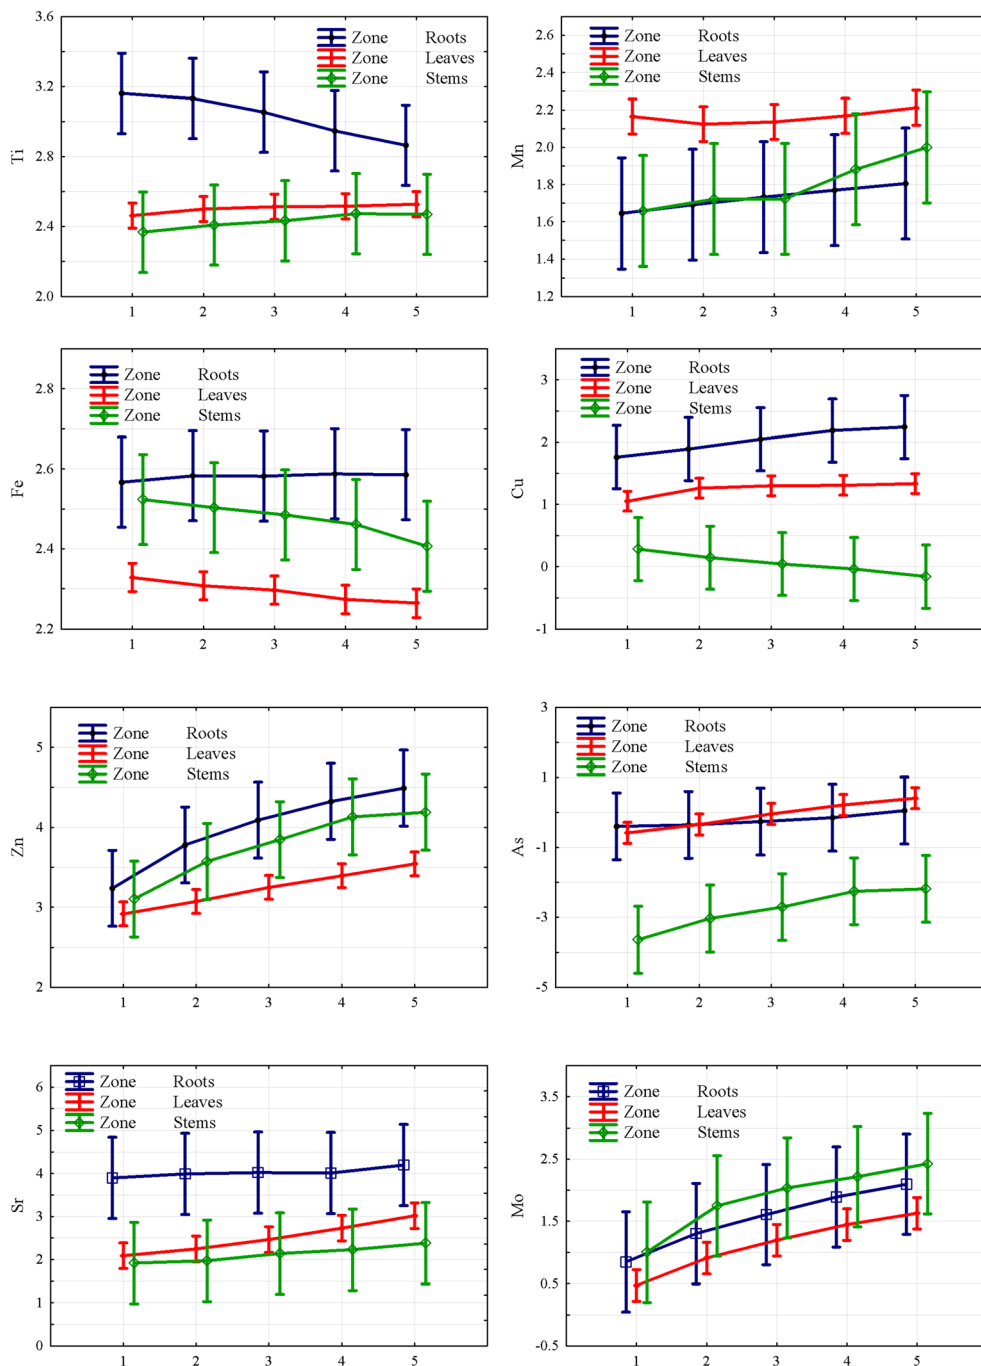 Ti
3.6
3.2
2.8
2.4
2.0
Zone Roots
Zone Leaves
Zone Stems
1 2 3 4 5
Mn
2.6
2.4
2.2
2.0
1.8
1.6
1.4
1.2
Zone Roots
Zone Leaves
Zone Stems
1 2 3 4 5
Fe
2.8
2.6
2.4
2.2
Zone Roots
Zone Leaves
Zone Stems
1 2 3 4 5
Cu
3
2
1
0
-1
Zone Roots
Zone Leaves
Zone Stems
1 2 3 4 5
Zn
5
4
3
2
Zone Roots
Zone Leaves
Zone Stems
1 2 3 4 5
As
3
1
-1
-3
-5
Zone Roots
Zone Leaves
Zone Stems
1 2 3 4 5
Sr
6
5
4
3
2
1
0
Zone Roots
Zone Leaves
Zone Stems
1 2 3 4 5
Mo
3.5
2.5
1.5
0.5
-0.5
Zone Roots
Zone Leaves
Zone Stems
1 2 3 4 5